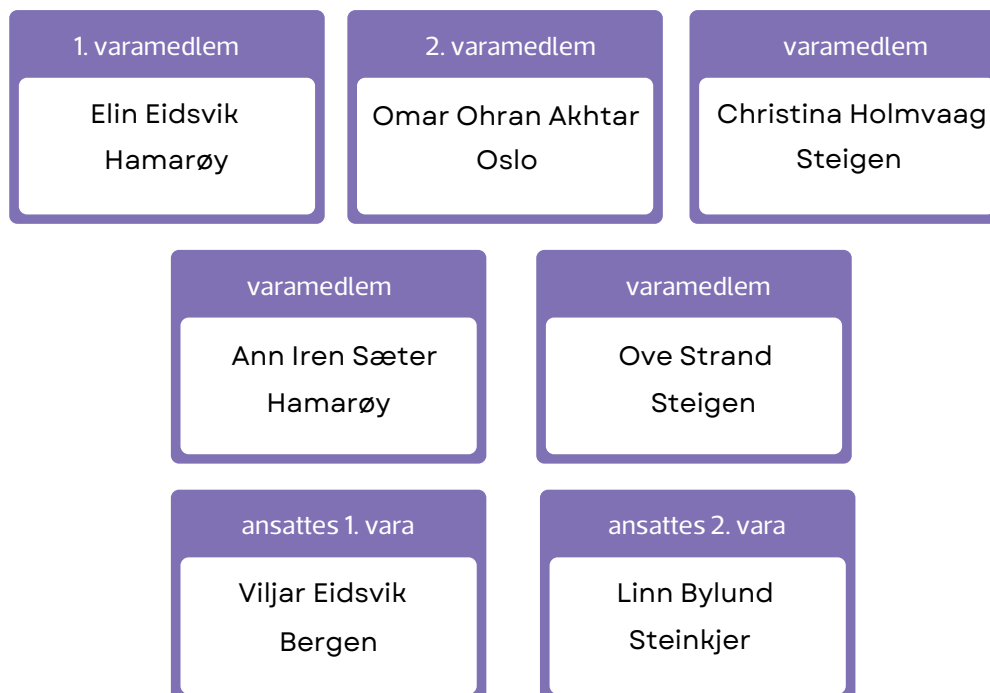 1. varamedlem
Elin Eidsvik
Hamarøy
2. varamedlem
Omar Ohran Akhtar
Oslo
varamedlem
Christina Holmvaag
Steigen
varamedlem
Ann Iren Sæter
Hamarøy
varamedlem
Ove Strand
Steigen
ansattes 1. vara
Viljar Eidsvik
Bergen
ansattes 2. vara
Linn Bylund
Steinkjer